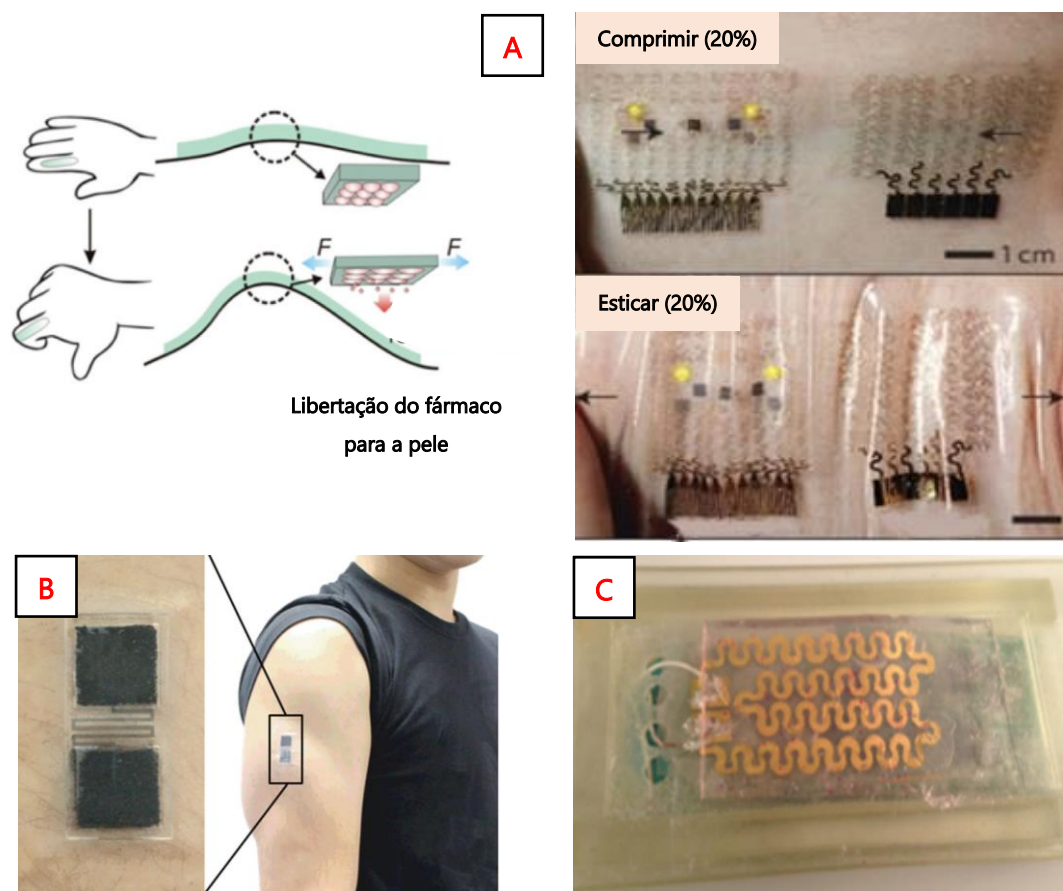 A
F
F
Libertação do fármaco
para a pele
Comprimir (20%)
1 cm
Esticar (20%)
B
C